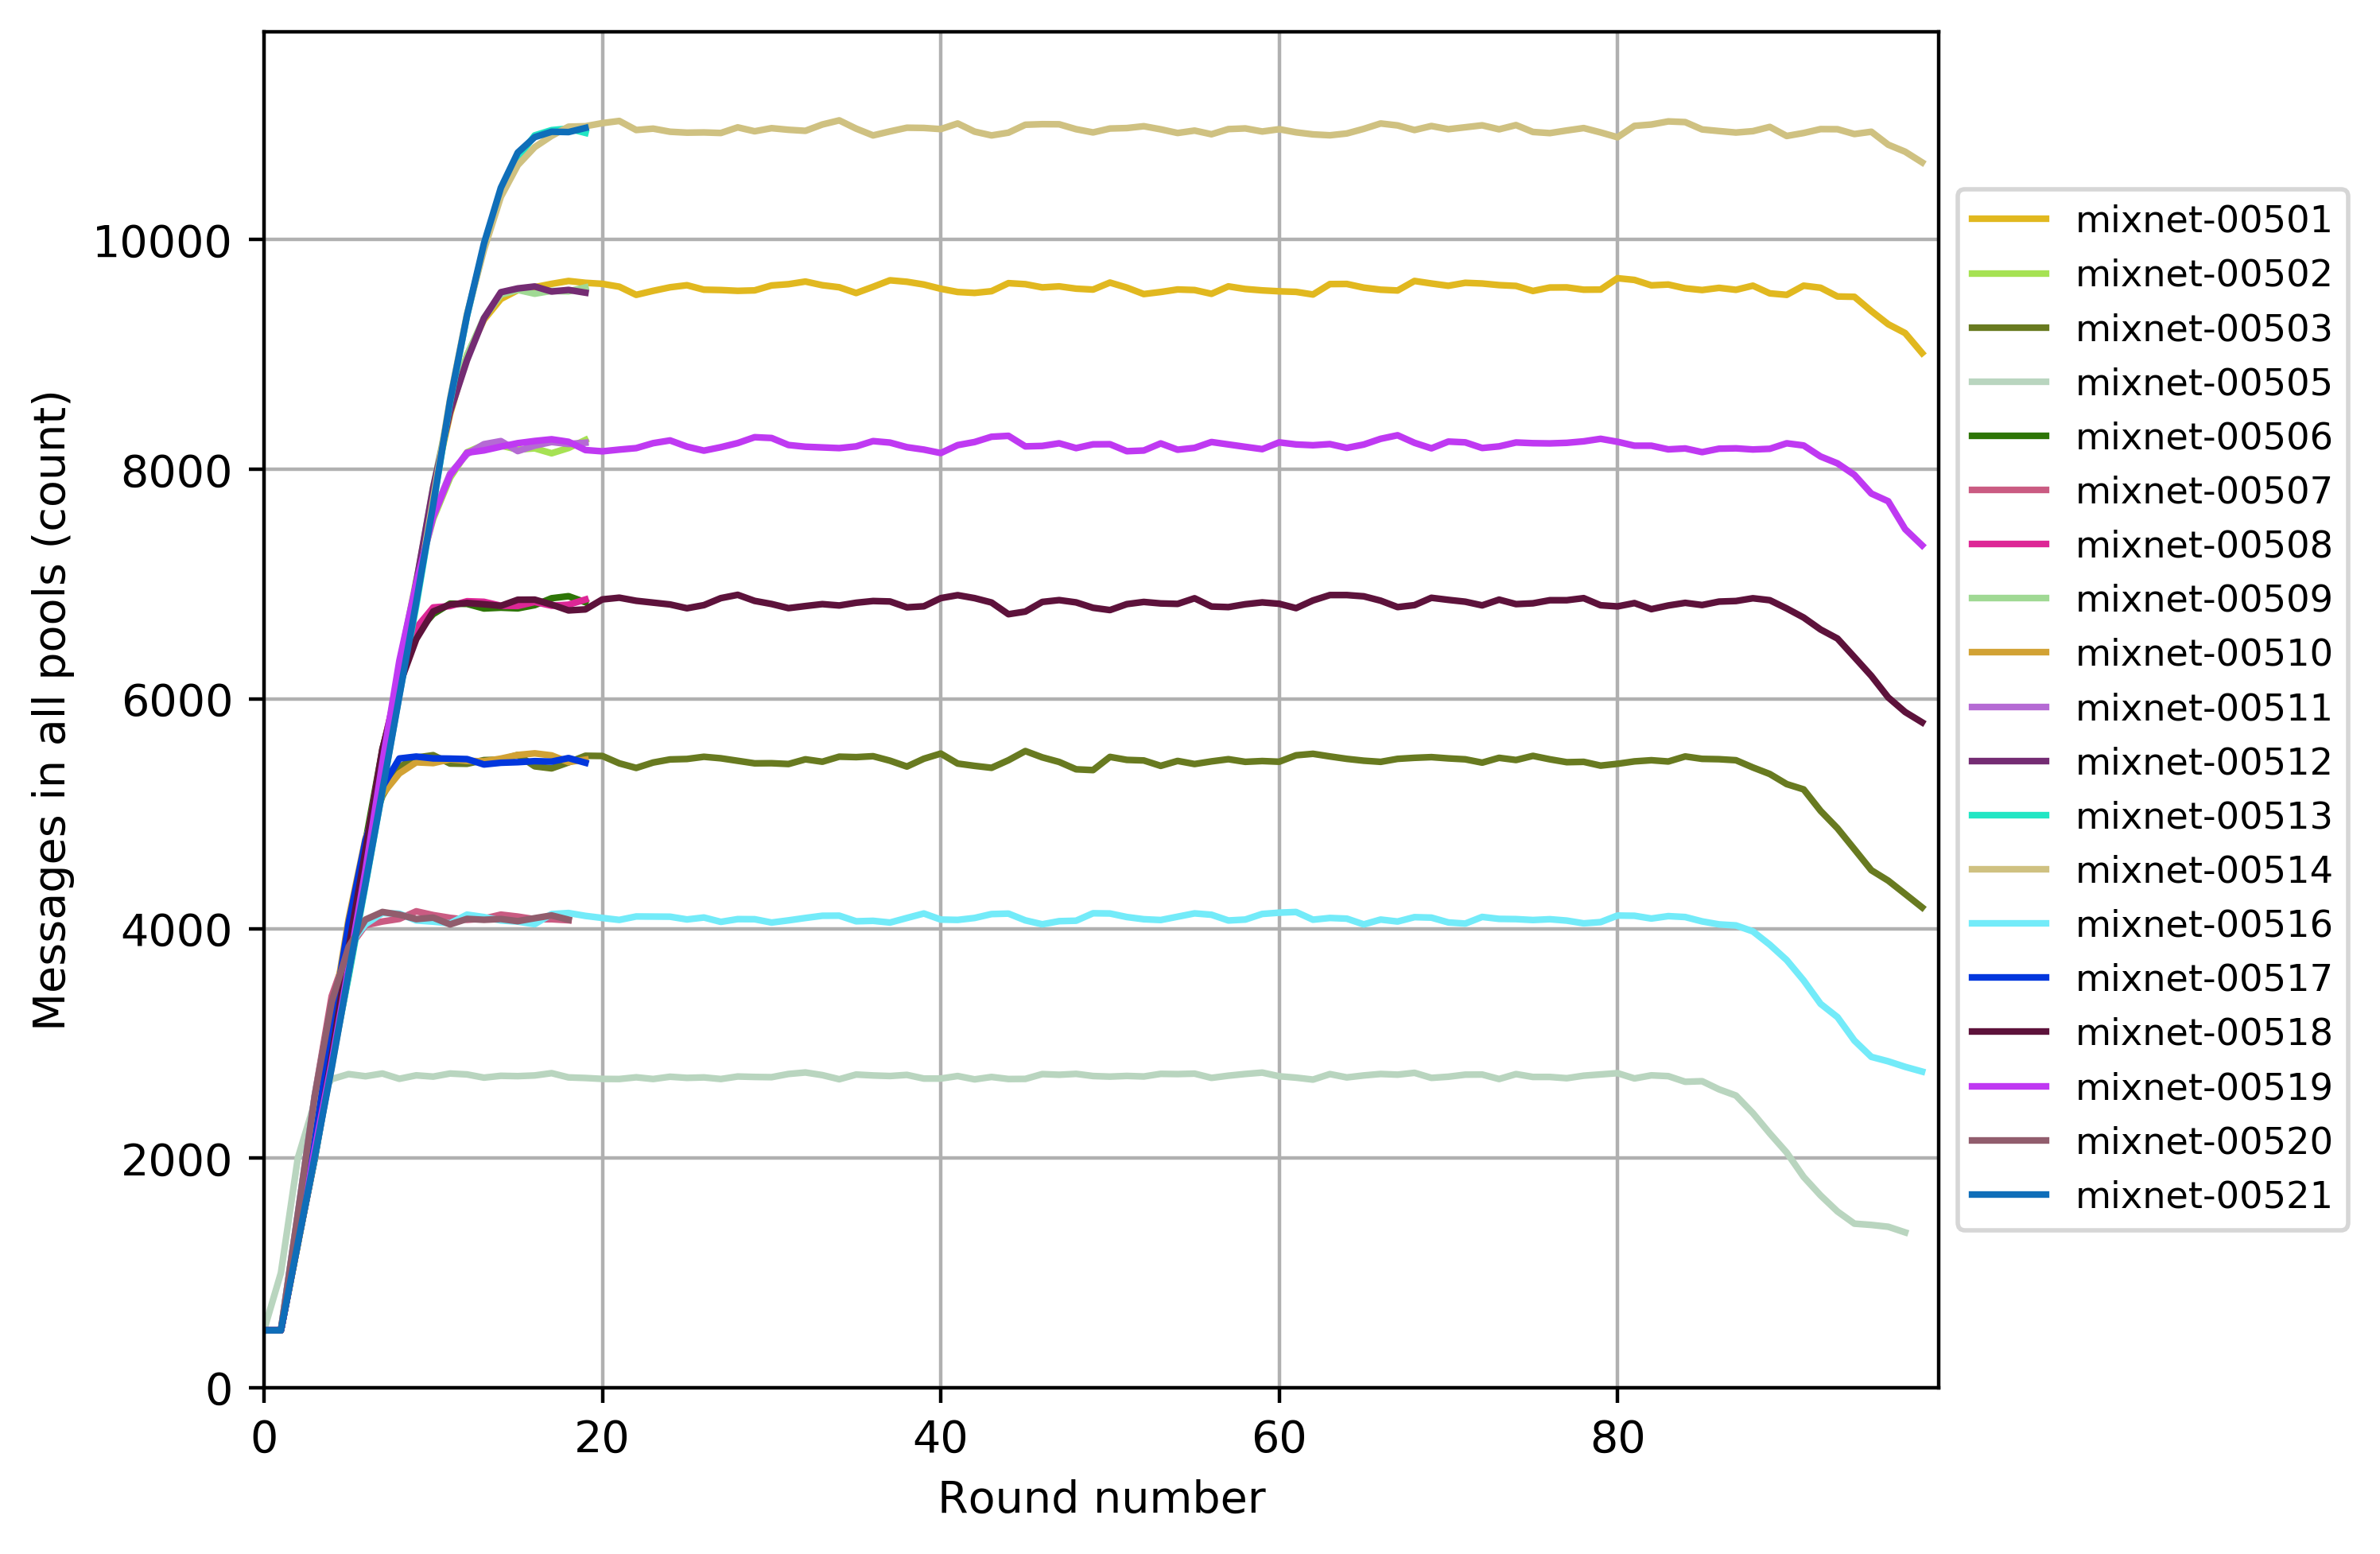 Messages in all pools (count)
10000
8000
6000
4000
2000
0
0 20 40 60 80
Round number
mixnet-00501
mixnet-00502
mixnet-00503
mixnet-00505
mixnet-00506
mixnet-00507
mixnet-00508
mixnet-00509
mixnet-00510
mixnet-00511
mixnet-00512
mixnet-00513
mixnet-00514
mixnet-00516
mixnet-00517
mixnet-00518
mixnet-00519
mixnet-00520
mixnet-00521